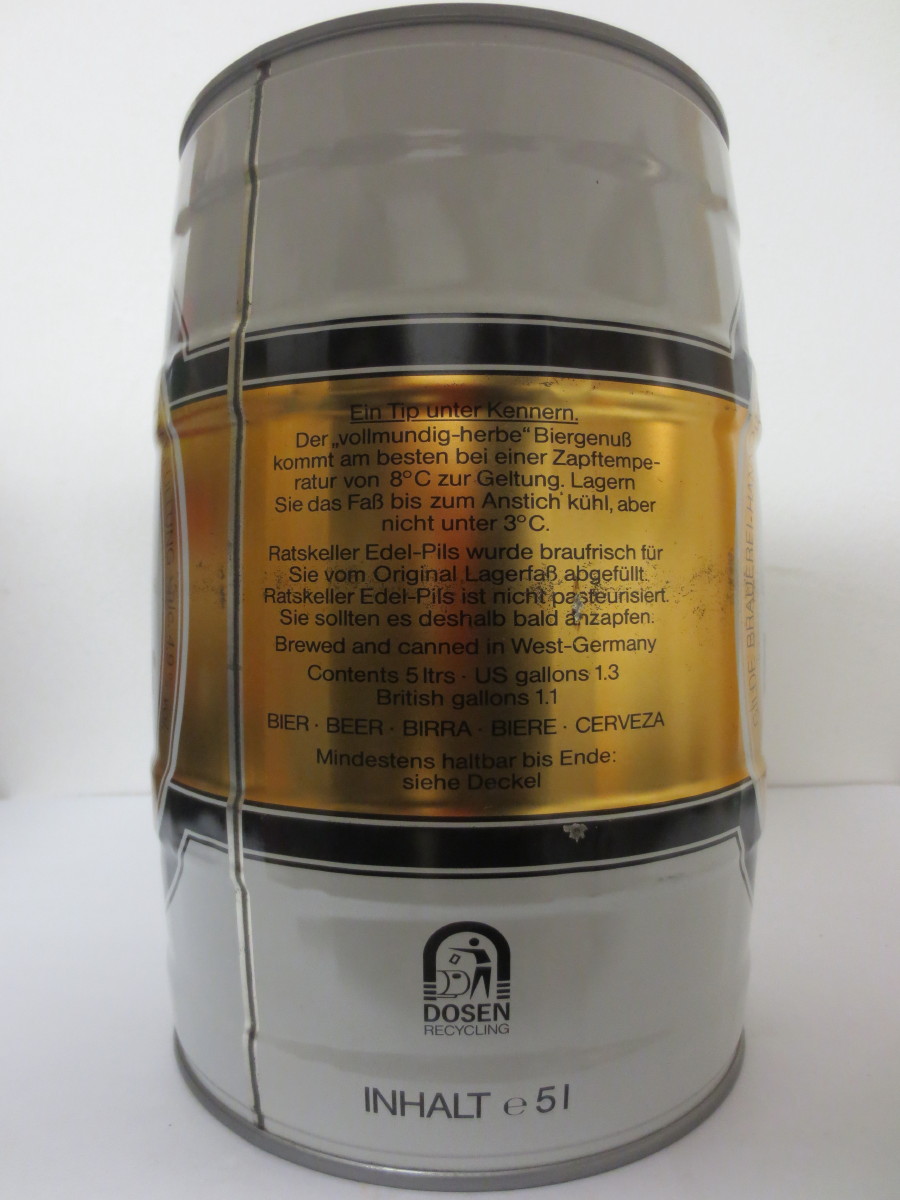 Ein Tip unter Kennern.
Der „vollmundig-herbe“ Biergenuß
kommt am besten bei einer Zapftempe-
ratur von 8°C zur Geltung. Lagern
Sie das Faß bis zum Anstich kühl, aber
nicht unter 3°C.
Ratskeller Edel-Pils wurde braufrisch für
Sie vom Original Lagerfaß abgefüllt.
Ratskeller Edel-Pils ist nicht pasteurisiert.
Sie sollten es deshalb bald anzapfen.
Brewed and canned in West-Germany
Contents 5 ltrs · US gallons 1.3
British gallons 1.1
BIER · BEER · BIRRA · BIERE · CERVEZA
Mindestens haltbar bis Ende:
siehe Deckel
DOSEN
RECYCLING
INHALT ℮ 5 l